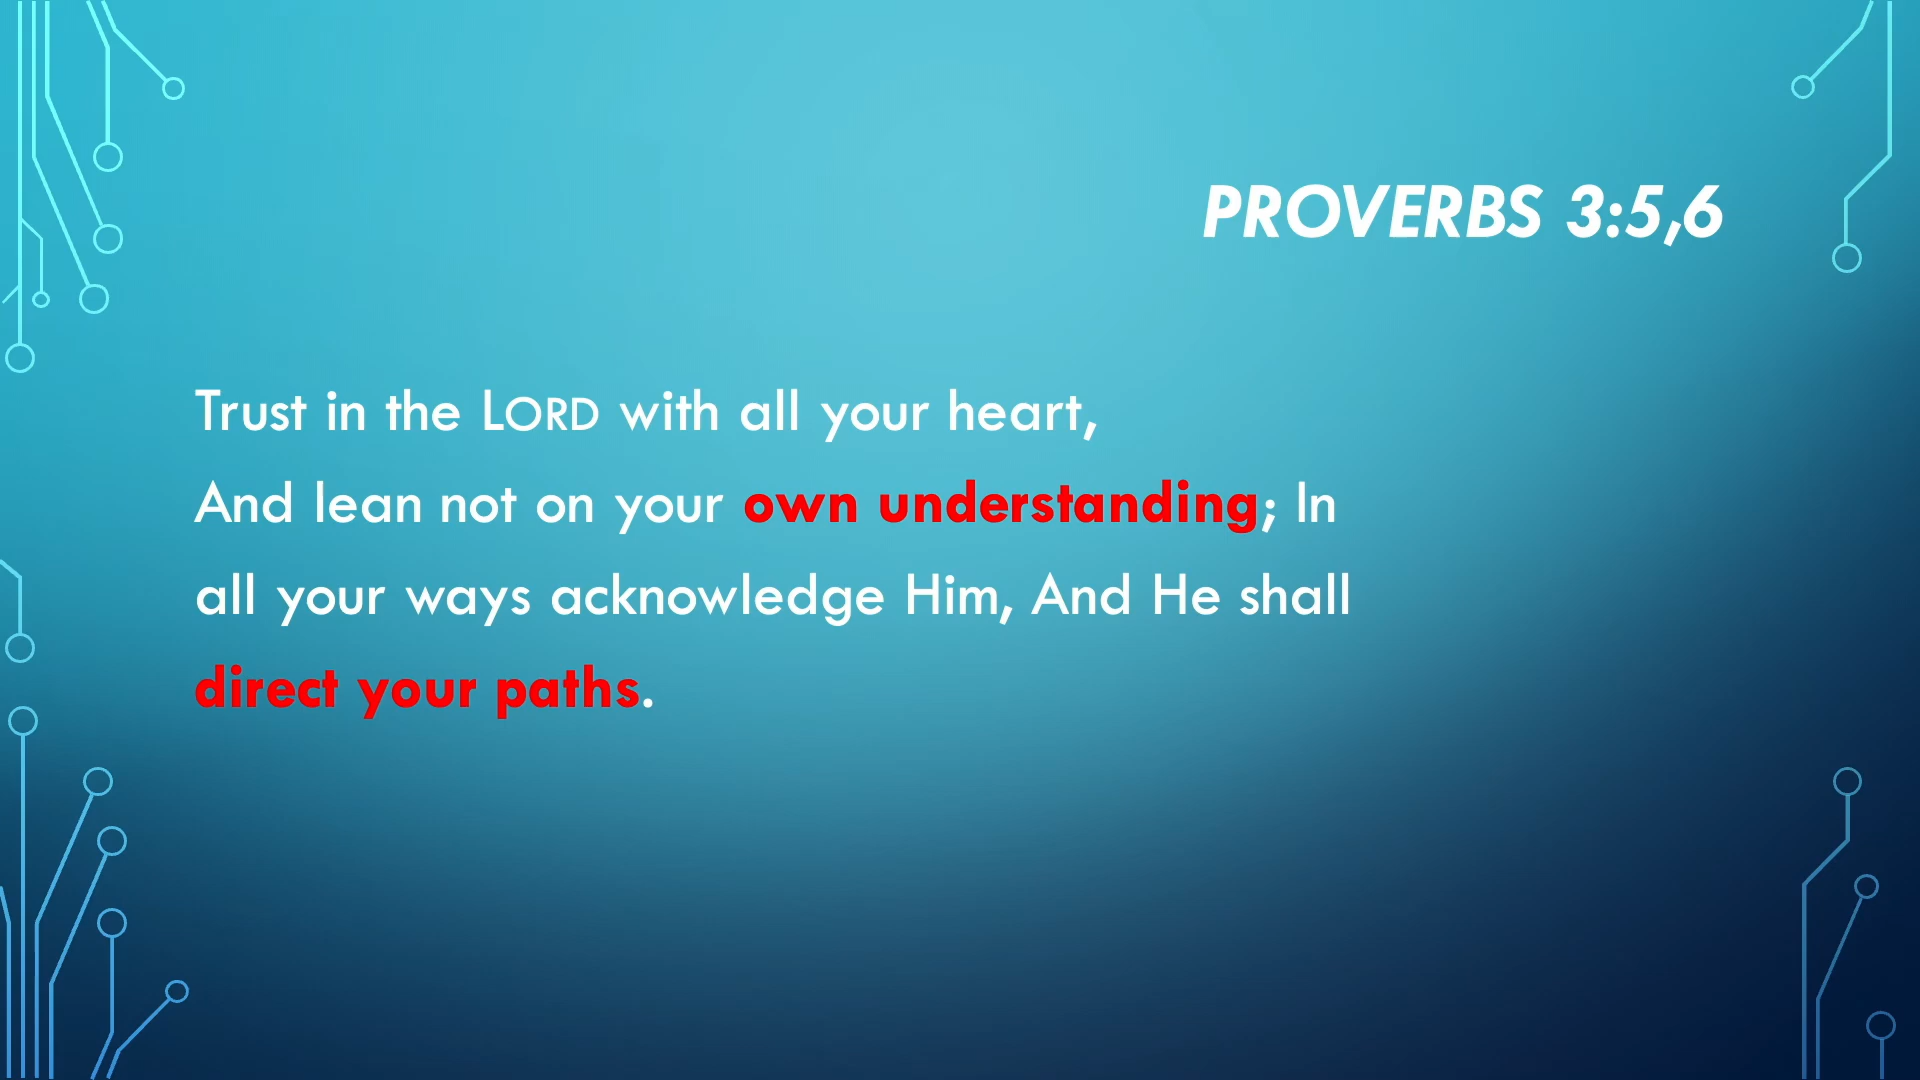 PROVERBS 3:5,6
Trust in the LORD with all your heart,
And lean not on your own understanding; In
all your ways acknowledge Him, And He shall
direct your paths.